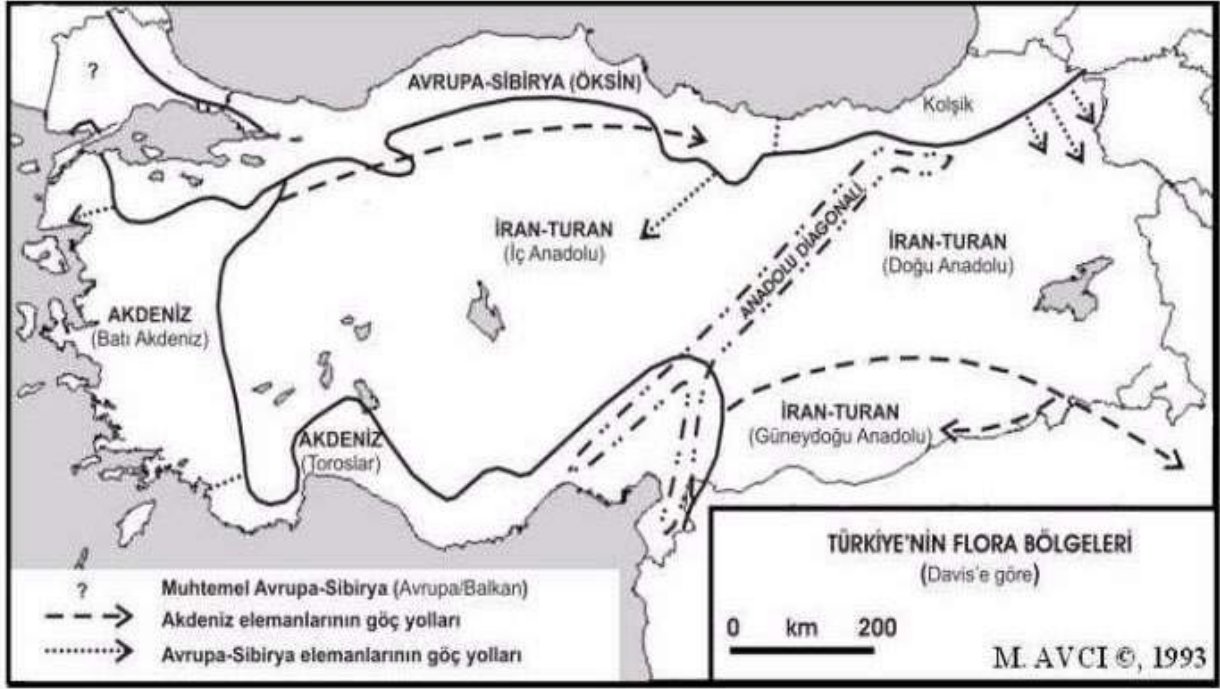 ?
AVRUPA-SİBİRYA (ÖKSİN)
Kolşik
İRAN-TURAN
(İç Anadolu)
ANADOLU DIAGONALİ
İRAN-TURAN
(Doğu Anadolu)
AKDENİZ
(Batı Akdeniz)
AKDENİZ
(Toroslar)
İRAN-TURAN
(Güneydoğu Anadolu)
TÜRKİYE'NİN FLORA BÖLGELERİ
(Davis'e göre)
0 km 200
M. AVCI ©, 1993
? Muhtemel Avrupa-Sibirya (Avrupa/Balkan)
Akdeniz elemanlarının göç yolları
Avrupa-Sibirya elemanlarının göç yolları